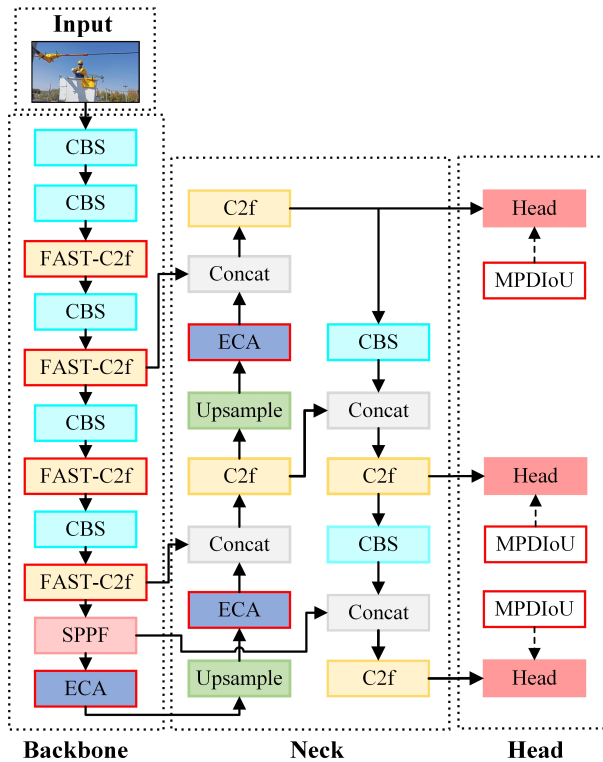 Input
CBS
CBS
FAST-C2f
CBS
FAST-C2f
CBS
FAST-C2f
CBS
FAST-C2f
SPPF
ECA
Backbone
C2f
Concat
ECA
Upsample
C2f
Concat
ECA
Upsample
CBS
Concat
C2f
CBS
Concat
C2f
Neck
Head
MPDIoU
Head
MPDIoU
MPDIoU
Head
Head